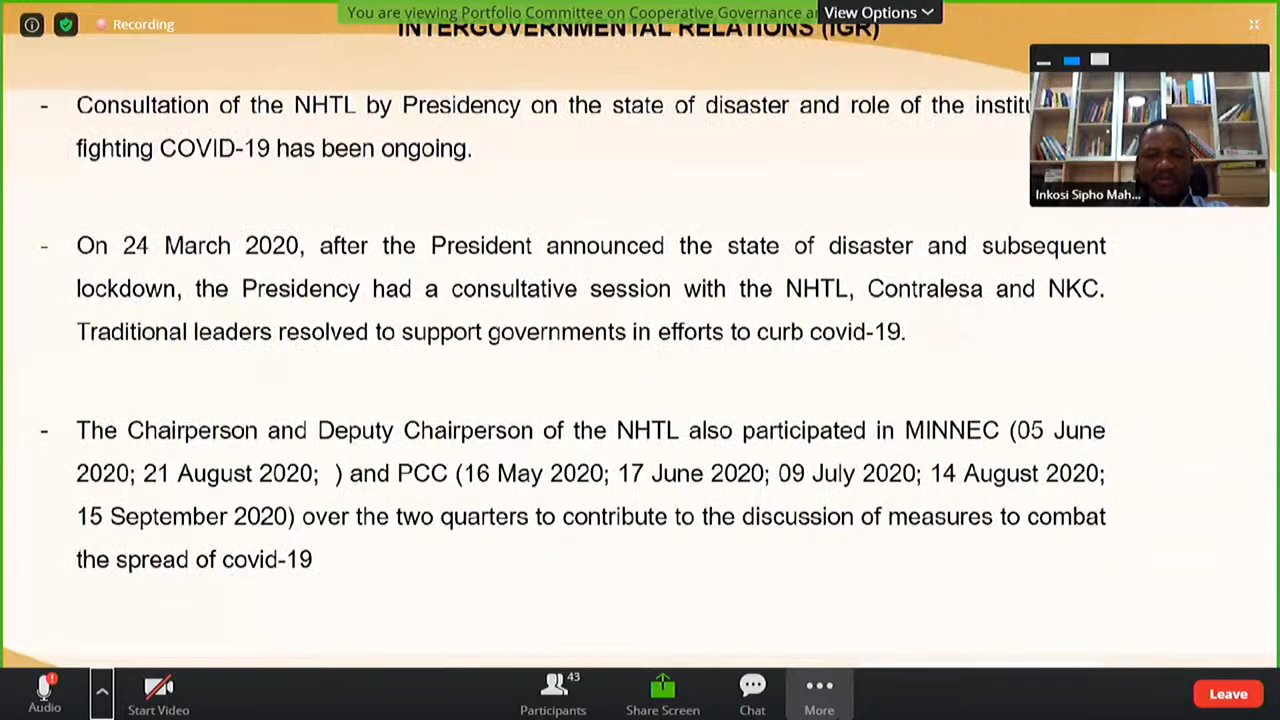 You are viewing Portfolio Committee on Cooperative Governance
View Options
Recording
INTERGOVERNMENTAL RELATIONS (IGR)
- Consultation of the NHTL by Presidency on the state of disaster and role of the
fighting COVID-19 has been ongoing.
- On 24 March 2020, after the President announced the state of disaster and subsequent
lockdown, the Presidency had a consultative session with the NHTL, Contralesa and NKC.
Traditional leaders resolved to support governments in efforts to curb covid-19.
- The Chairperson and Deputy Chairperson of the NHTL also participated in MINNEC (05 June
2020; 21 August 2020; ) and PCC (16 May 2020; 17 June 2020; 09 July 2020; 14 August 2020;
15 September 2020) over the two quarters to contribute to the discussion of measures to combat
the spread of covid-19
Inkosi Sipho Mah...
Audio
Start Video
43
Participants
Share Screen
Chat
More
Leave